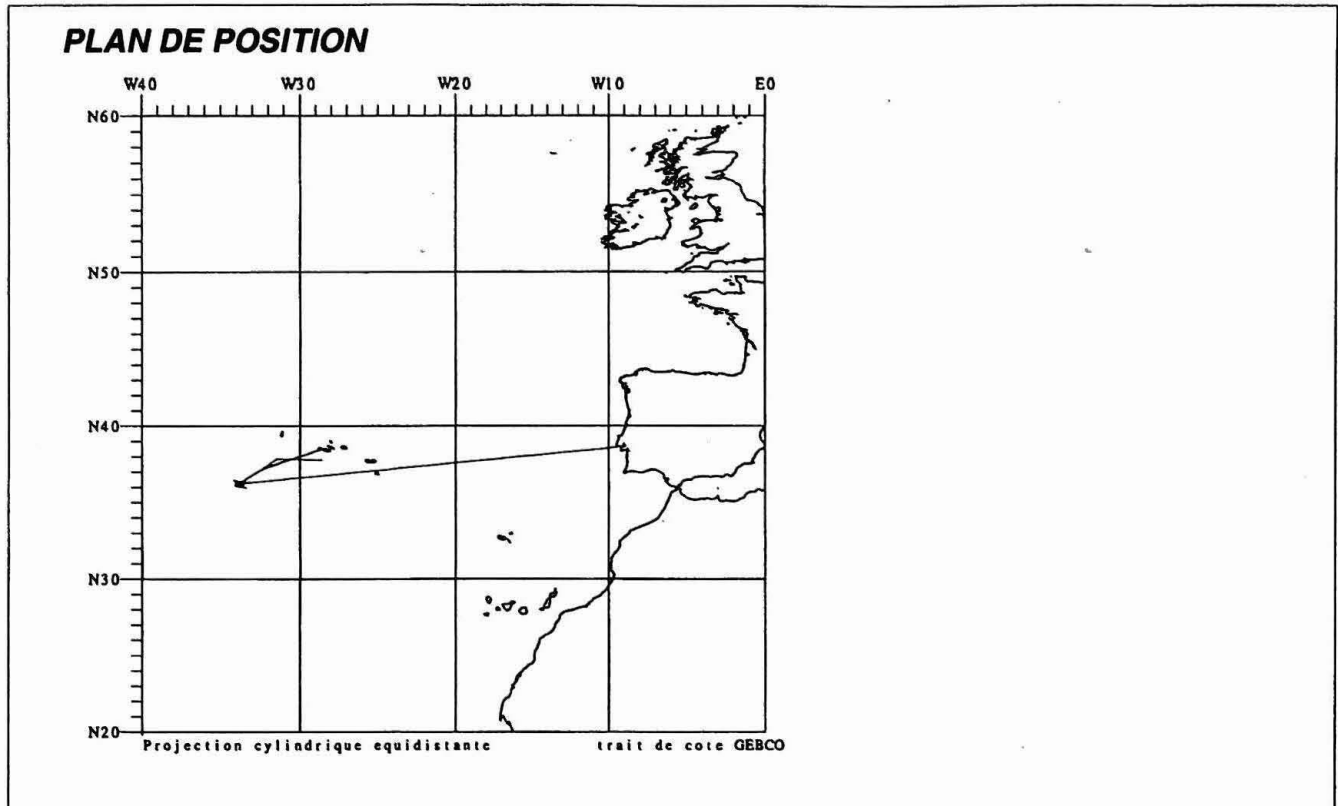 PLAN DE POSITION
W40 W30 W20 W10 E0
N60
N50
N40
N30
N20
Projection cylindrique equidistante trait de cote GEBCO